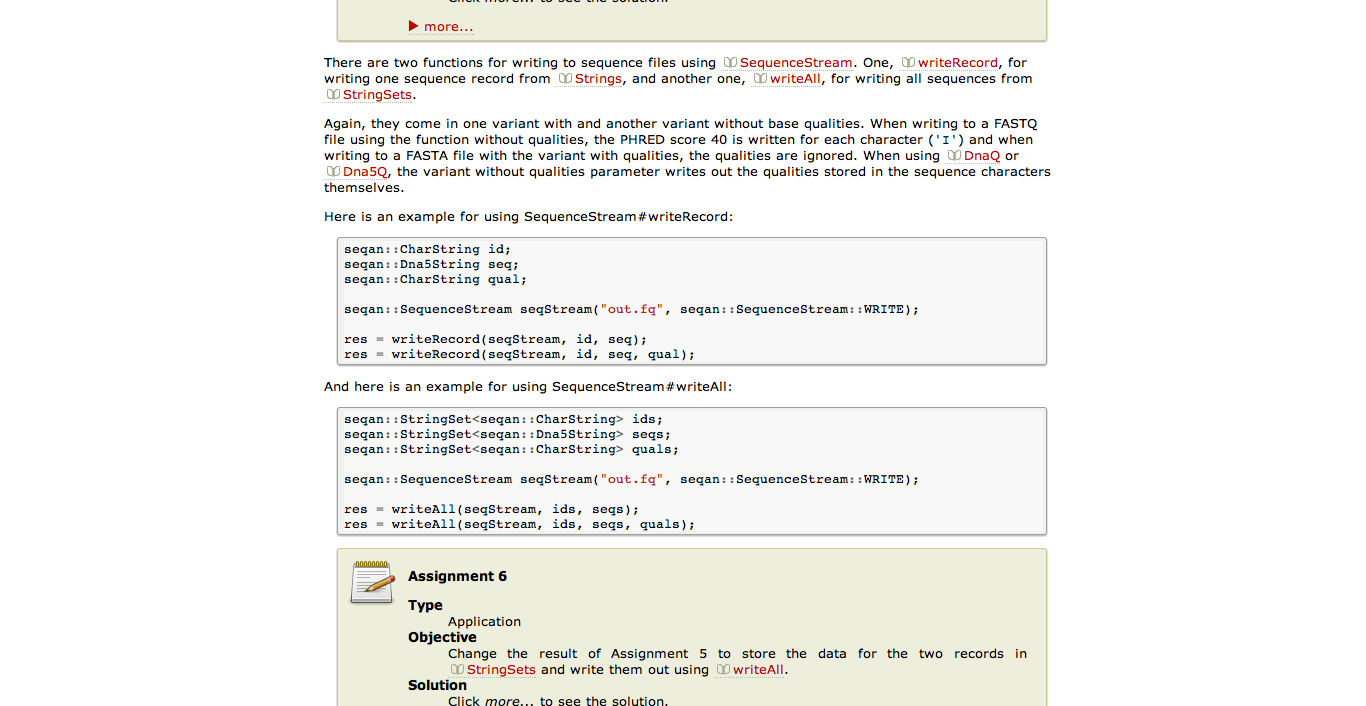 Click more... to see the solution.
▶ more...
There are two functions for writing to sequence files using SequenceStream. One, writeRecord, for
writing one sequence record from Strings, and another one, writeAll, for writing all sequences from
StringSets.
Again, they come in one variant with and another variant without base qualities. When writing to a FASTQ
file using the function without qualities, the PHRED score 40 is written for each character ('I') and when
writing to a FASTA file with the variant with qualities, the qualities are ignored. When using DnaQ or
Dna5Q, the variant without qualities parameter writes out the qualities stored in the sequence characters
themselves.
Here is an example for using SequenceStream#writeRecord:
seqan::CharString id;
seqan::Dna5String seq;
seqan::CharString qual;
seqan::SequenceStream seqStream("out.fq", seqan::SequenceStream::WRITE);
res = writeRecord(seqStream, id, seq);
res = writeRecord(seqStream, id, seq, qual);
And here is an example for using SequenceStream#writeAll:
seqan::StringSet<seqan::CharString> ids;
seqan::StringSet<seqan::Dna5String> seqs;
seqan::StringSet<seqan::CharString> quals;
seqan::SequenceStream seqStream("out.fq", seqan::SequenceStream::WRITE);
res = writeAll(seqStream, ids, seqs);
res = writeAll(seqStream, ids, seqs, quals);
Assignment 6
Type
Application
Objective
Change the result of Assignment 5 to store the data for the two records in
StringSets and write them out using writeAll.
Solution
Click more... to see the solution.